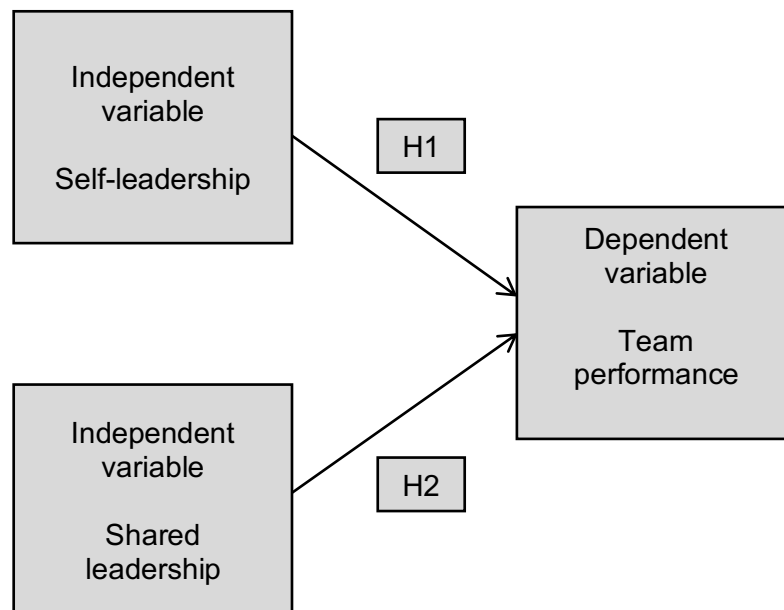 Independent
variable
Self-leadership
H1
Dependent
variable
Team
performance
Independent
variable
Shared
leadership
H2